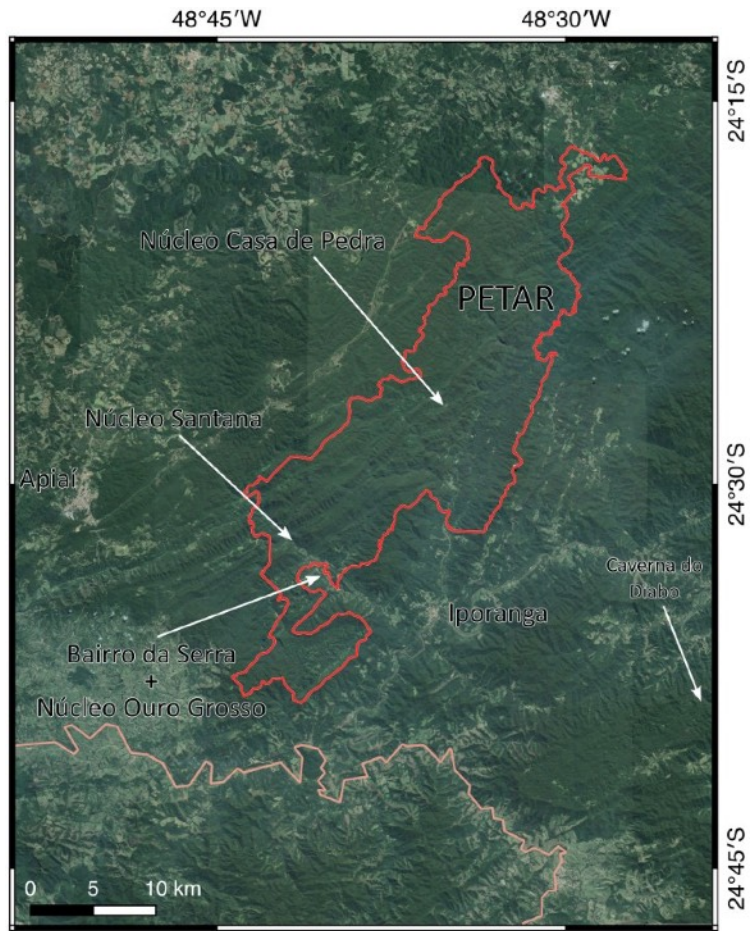 48°45'W
48°30'W
24°15'S
Núcleo Casa de Pedra
PETAR
Núcleo Santana
Apiaí
24°30'S
Caverna do
Diabo
Iporanga
Bairro da Serra
+
Núcleo Ouro Grosso
24°45'S
0 5 10 km